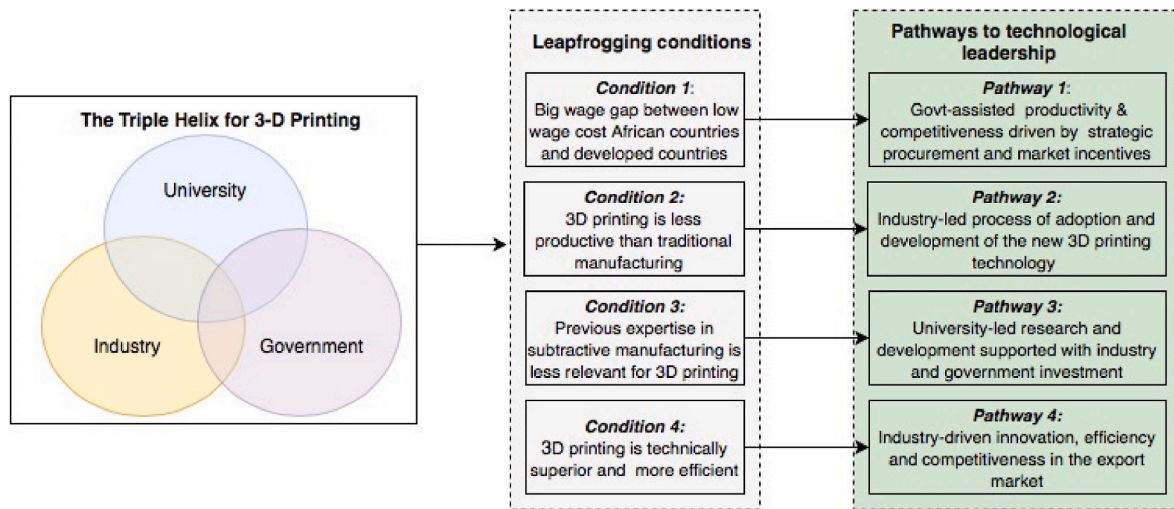 The Triple Helix for 3-D Printing
University
Industry
Government
Leapfrogging conditions
Condition 1:
Big wage gap between low
wage cost African countries
and developed countries
Condition 2:
3D printing is less
productive than traditional
manufacturing
Condition 3:
Previous expertise in
subtractive manufacturing is
less relevant for 3D printing
Condition 4:
3D printing is technically
superior and more efficient
Pathways to technological
leadership
Pathway 1:
Govt-assisted productivity &
competitiveness driven by strategic
procurement and market incentives
Pathway 2:
Industry-led process of adoption and
development of the new 3D printing
technology
Pathway 3:
University-led research and
development supported with industry
and government investment
Pathway 4:
Industry-driven innovation, efficiency
and competitiveness in the export
market